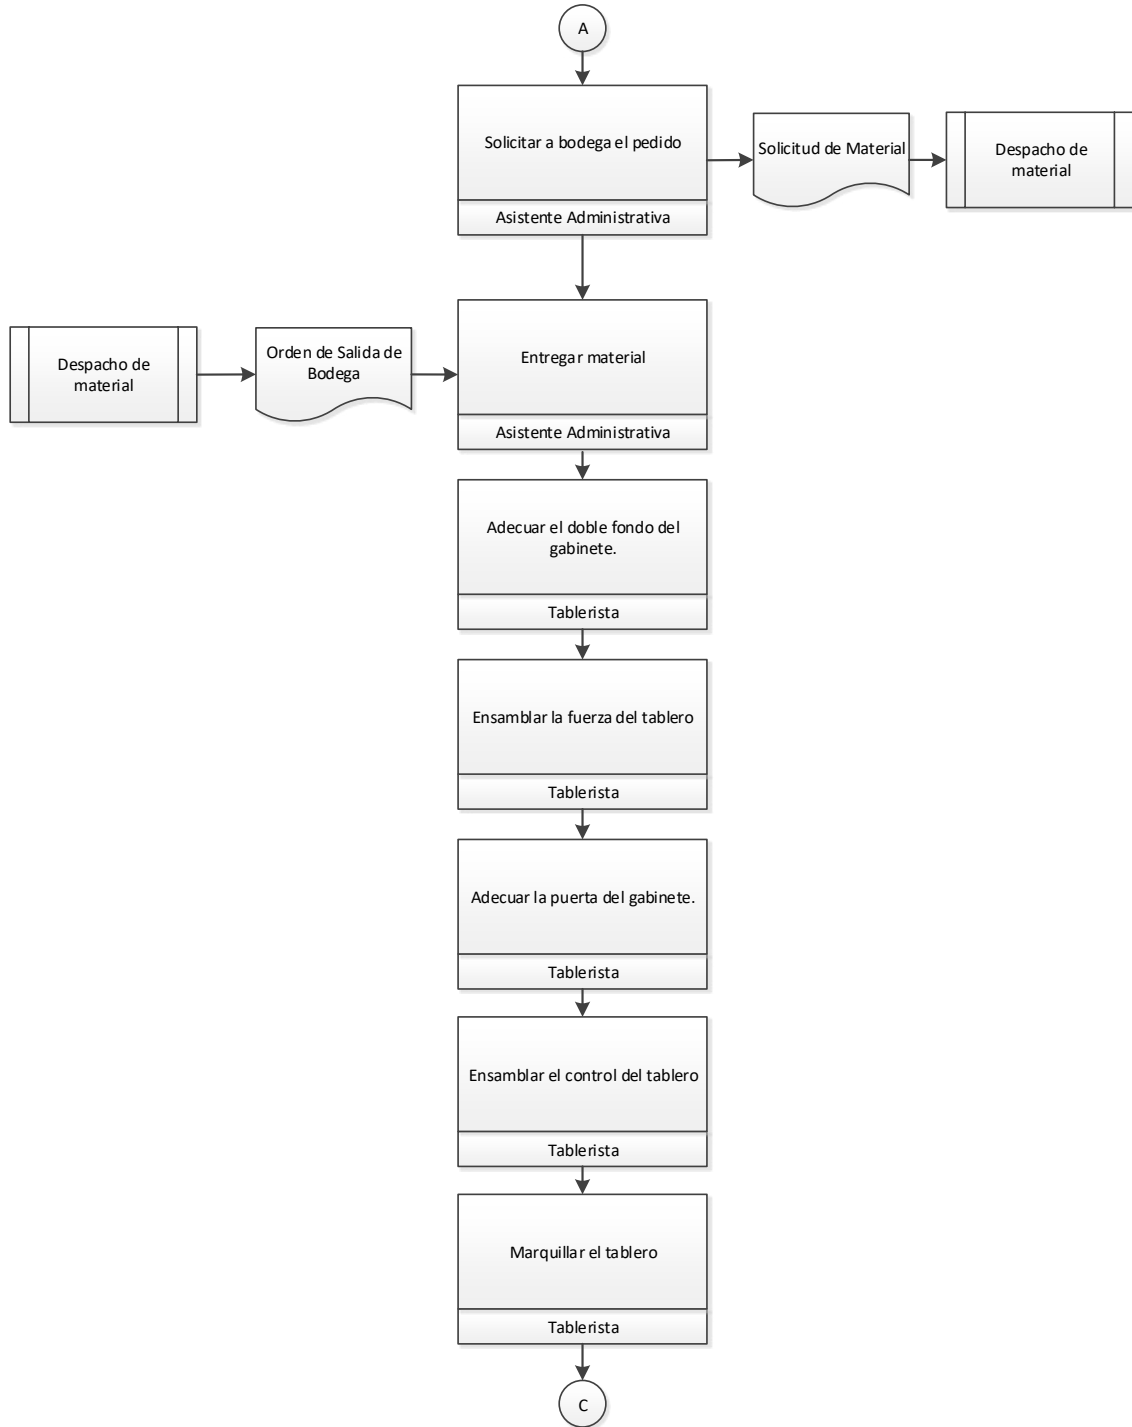 A
Solicitar a bodega el pedido
Asistente Administrativa
Solicitud de Material
Despacho de
material
Despacho de
material
Orden de Salida de
Bodega
Entregar material
Asistente Administrativa
Adecuar el doble fondo del
gabinete.
Tablerista
Ensamblar la fuerza del tablero
Tablerista
Adecuar la puerta del gabinete.
Tablerista
Ensamblar el control del tablero
Tablerista
Marquillar el tablero
Tablerista
C